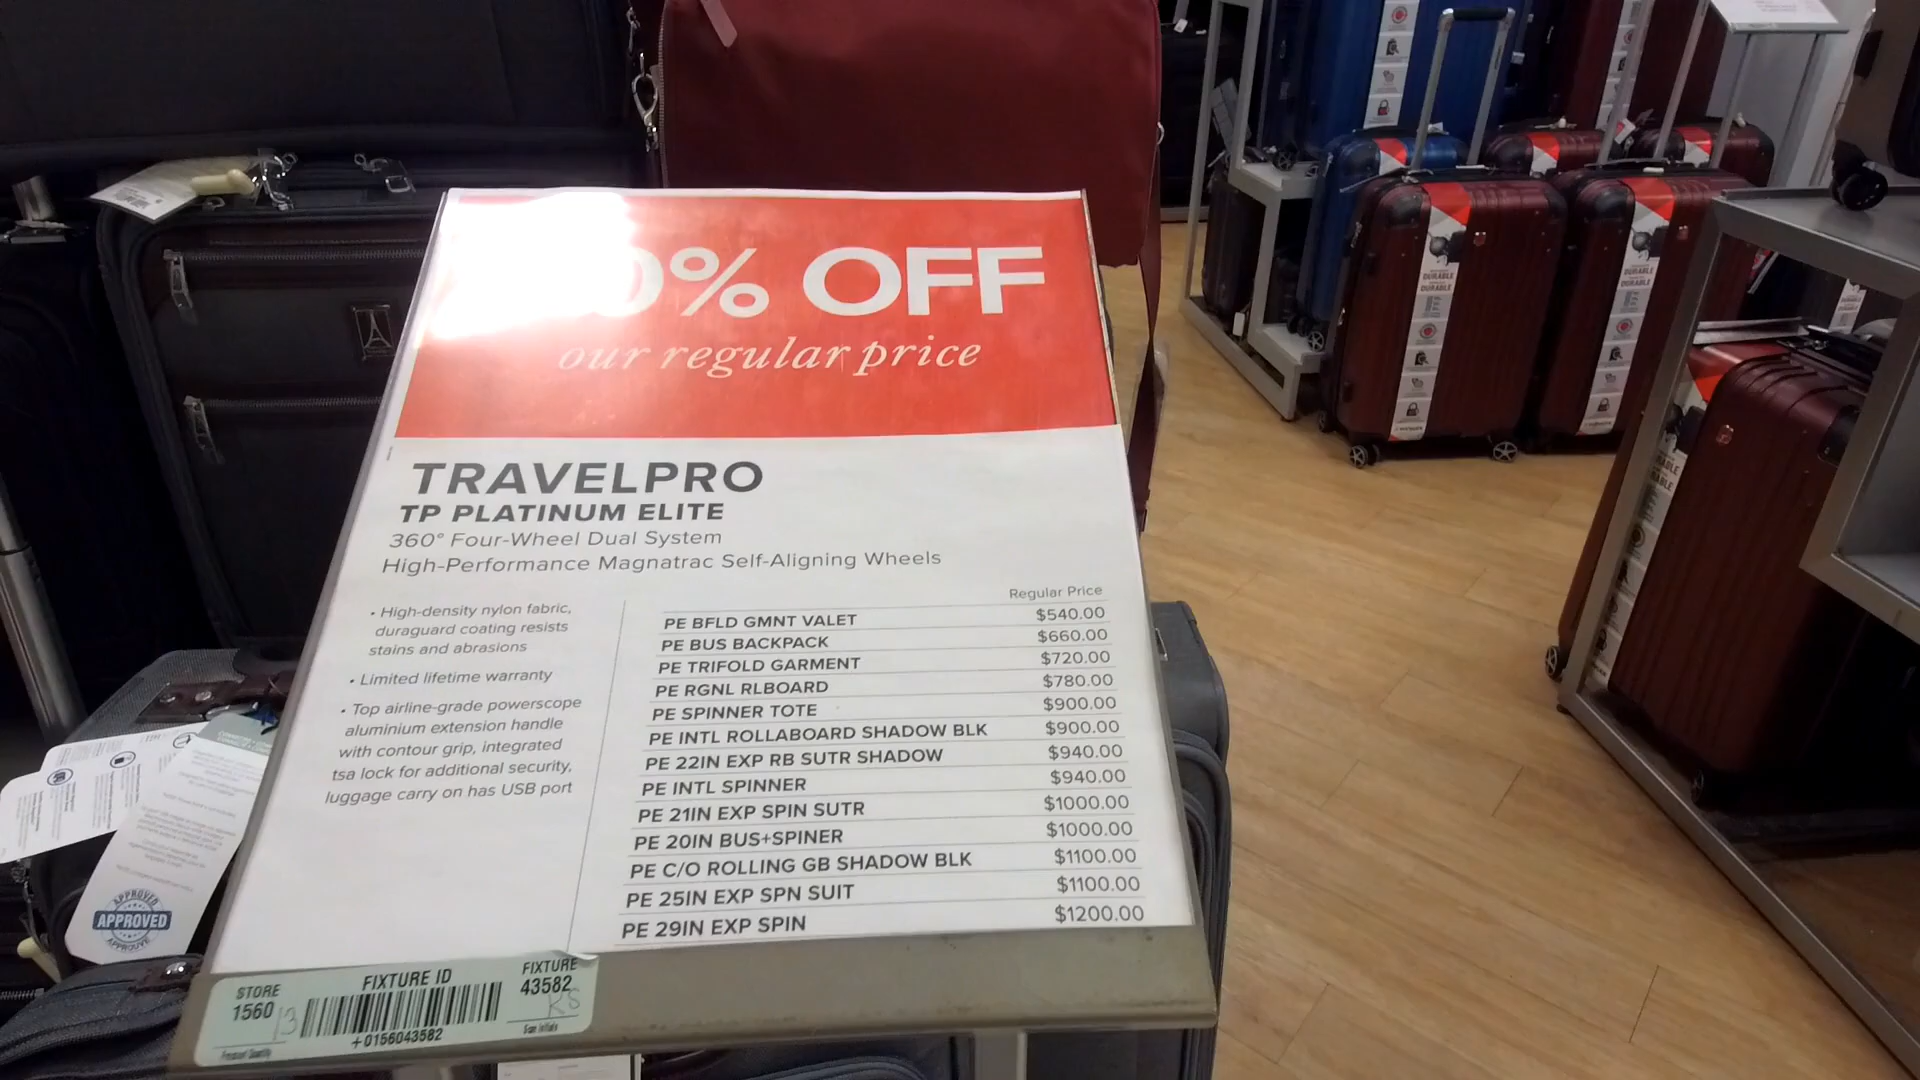 0% OFF
our regular price
TRAVELPRO
TP PLATINUM ELITE
360° Four-Wheel Dual System
High-Performance Magnatrac Self-Aligning Wheels
• High-density nylon fabric,
duraguard coating resists
stains and abrasions
• Limited lifetime warranty
• Top airline-grade powerscope
aluminium extension handle
with contour grip, integrated
tsa lock for additional security,
luggage carry on has USB port
Regular Price
PE BFLD GMNT VALET $540.00
PE BUS BACKPACK $660.00
PE TRIFOLD GARMENT $720.00
PE RGNL RLBOARD $780.00
PE SPINNER TOTE $900.00
PE INTL ROLLABOARD SHADOW BLK $900.00
PE 22IN EXP RB SUTR SHADOW $940.00
PE INTL SPINNER $940.00
PE 21IN EXP SPIN SUTR $1000.00
PE 20IN BUS+SPINER $1000.00
PE C/O ROLLING GB SHADOW BLK $1100.00
PE 25IN EXP SPN SUIT $1100.00
PE 29IN EXP SPIN $1200.00
STORE
1560
13
FIXTURE ID
+0156043582
FIXTURE
43582
RS
APPROVED
APPROVED
APPROUVÉ
DURABLE
DURABLE